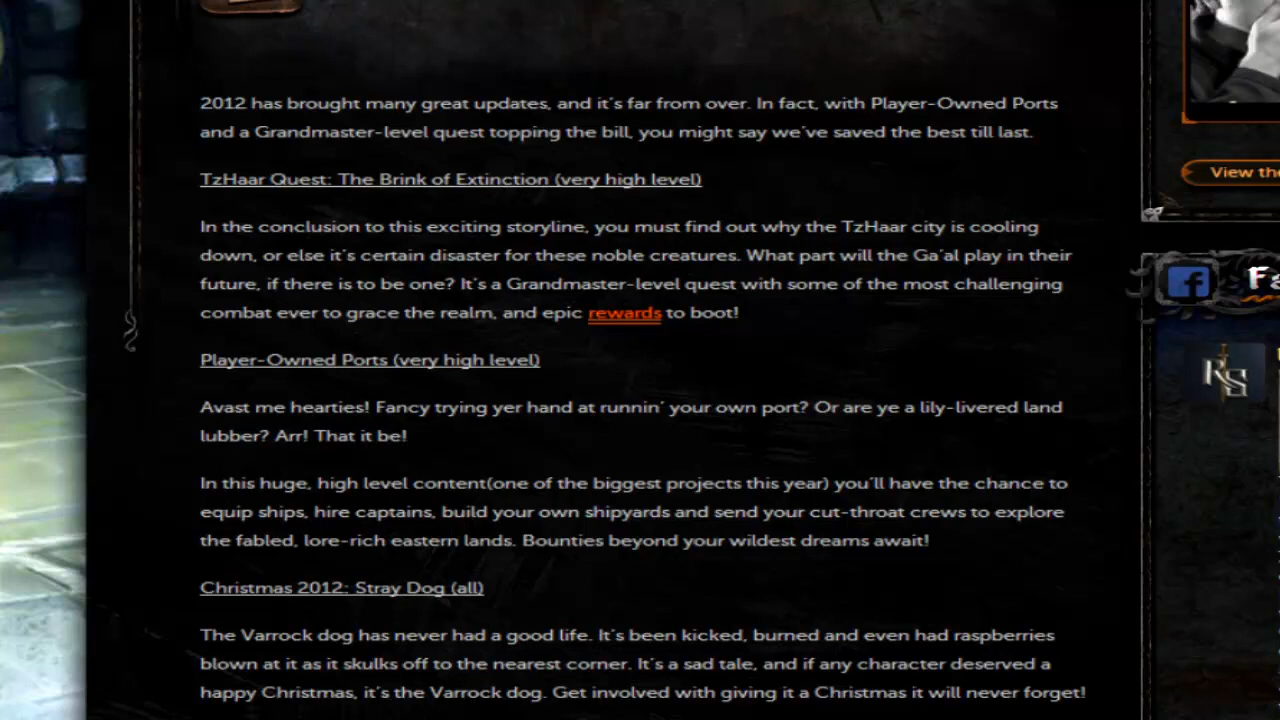 2012 has brought many great updates, and it's far from over. In fact, with Player-Owned Ports
and a Grandmaster-level quest topping the bill, you might say we've saved the best till last.
TzHaar Quest: The Brink of Extinction (very high level)
In the conclusion to this exciting storyline, you must find out why the TzHaar city is cooling
down, or else it's certain disaster for these noble creatures. What part will the Ga'al play in their
future, if there is to be one? It's a Grandmaster-level quest with some of the most challenging
combat ever to grace the realm, and epic rewards to boot!
Player-Owned Ports (very high level)
Avast me hearties! Fancy trying yer hand at runnin' your own port? Or are ye a lily-livered land
lubber? Arr! That it be!
In this huge, high level content(one of the biggest projects this year) you'll have the chance to
equip ships, hire captains, build your own shipyards and send your cut-throat crews to explore
the fabled, lore-rich eastern lands. Bounties beyond your wildest dreams await!
Christmas 2012: Stray Dog (all)
The Varrock dog has never had a good life. It's been kicked, burned and even had raspberries
blown at it as it skulks off to the nearest corner. It's a sad tale, and if any character deserved a
happy Christmas, it's the Varrock dog. Get involved with giving it a Christmas it will never forget!
View
f
RS